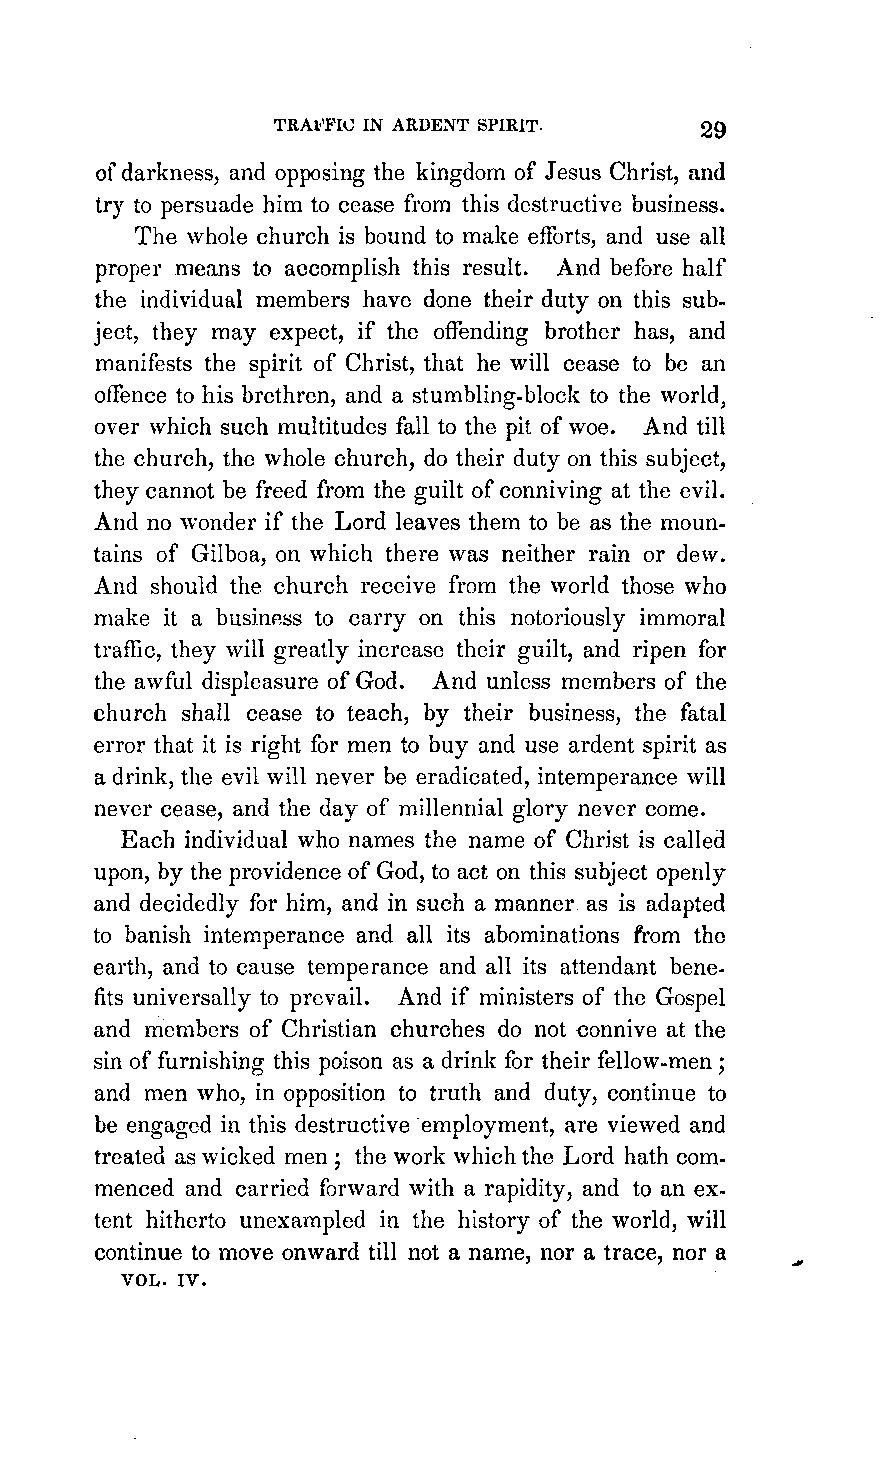 TRAFFIC IN ARDENT SPIRIT. 29
of darkness, and opposing the kingdom of Jesus Christ, and
try to persuade him to cease from this destructive business.
The whole church is bound to make efforts, and use all
proper means to accomplish this result. And before half
the individual members have done their duty on this sub-
ject, they may expect, if the offending brother has, and
manifests the spirit of Christ, that he will cease to be an
offence to his brethren, and a stumbling-block to the world,
over which such multitudes fall to the pit of woe. And till
the church, the whole church, do their duty on this subject,
they cannot be freed from the guilt of conniving at the evil.
And no wonder if the Lord leaves them to be as the moun-
tains of Gilboa, on which there was neither rain or dew.
And should the church receive from the world those who
make it a business to carry on this notoriously immoral
traffic, they will greatly increase their guilt, and ripen for
the awful displeasure of God. And unless members of the
church shall cease to teach, by their business, the fatal
error that it is right for men to buy and use ardent spirit as
a drink, the evil will never be eradicated, intemperance will
never cease, and the day of millennial glory never come.
Each individual who names the name of Christ is called
upon, by the providence of God, to act on this subject openly
and decidedly for him, and in such a manner as is adapted
to banish intemperance and all its abominations from the
earth, and to cause temperance and all its attendant bene-
fits universally to prevail. And if ministers of the Gospel
and members of Christian churches do not connive at the
sin of furnishing this poison as a drink for their fellow-men;
and men who, in opposition to truth and duty, continue to
be engaged in this destructive employment, are viewed and
treated as wicked men; the work which the Lord hath com-
menced and carried forward with a rapidity, and to an ex-
tent hitherto unexampled in the history of the world, will
continue to move onward till not a name, nor a trace, nor a
VOL. IV.